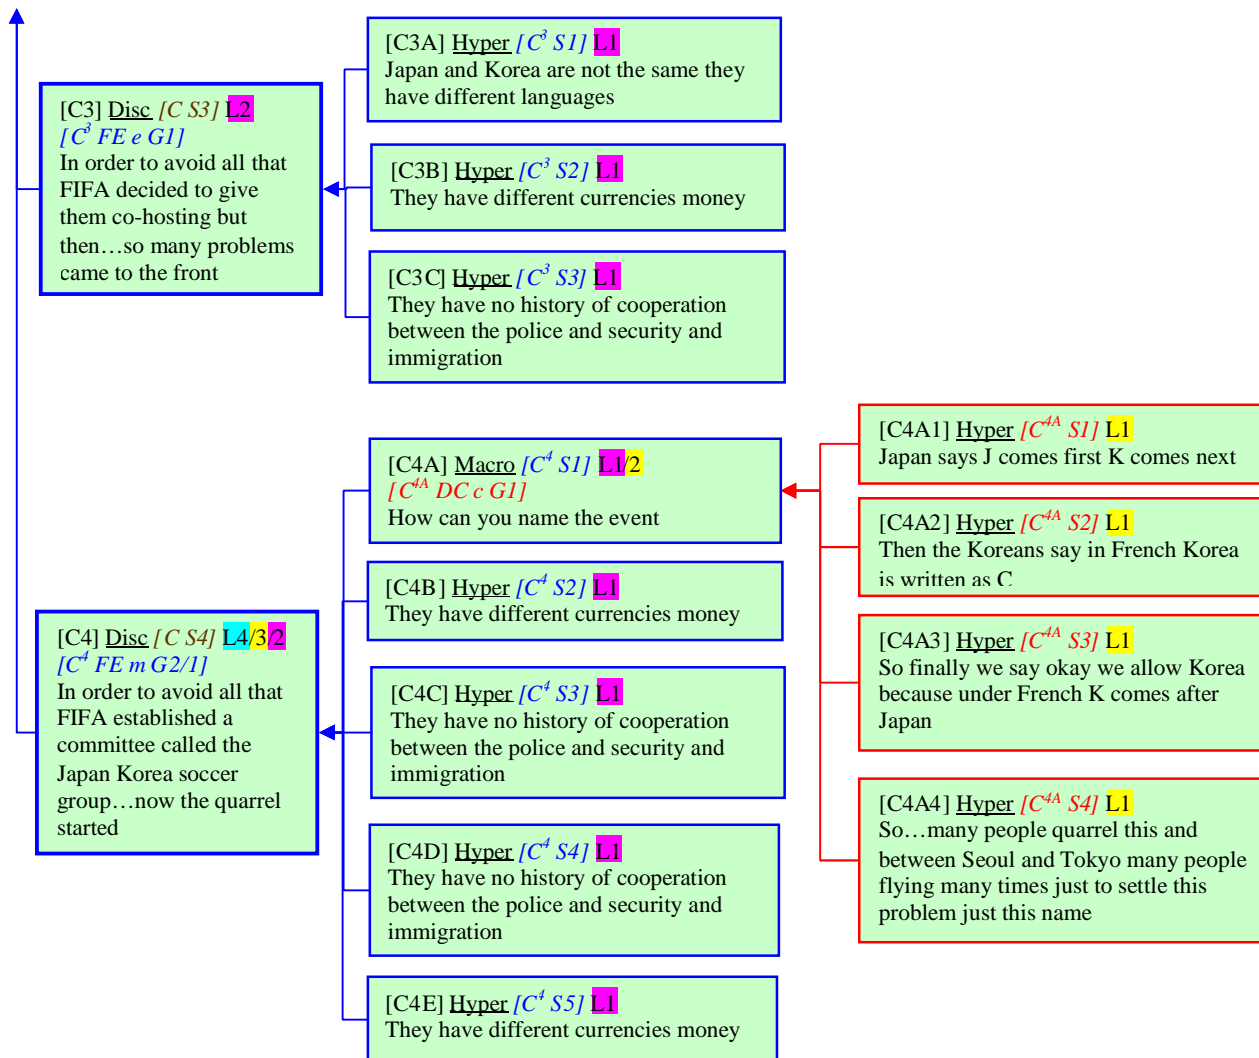 [C3] Disc [C S3] L2
[C3 FE e G1]
In order to avoid all that
FIFA decided to give
them co-hosting but
then…so many problems
came to the front
[C3A] Hyper [C3 S1] L1
Japan and Korea are not the same they
have different languages
[C3B] Hyper [C3 S2] L1
They have different currencies money
[C3C] Hyper [C3 S3] L1
They have no history of cooperation
between the police and security and
immigration
[C4] Disc [C S4] L4/3/2
[C4 FE m G2/1]
In order to avoid all that
FIFA established a
committee called the
Japan Korea soccer
group…now the quarrel
started
[C4A] Macro [C4 S1] L1/2
[C4A DC c G1]
How can you name the event
[C4B] Hyper [C4 S2] L1
They have different currencies money
[C4C] Hyper [C4 S3] L1
They have no history of cooperation
between the police and security and
immigration
[C4D] Hyper [C4 S4] L1
They have no history of cooperation
between the police and security and
immigration
[C4E] Hyper [C4 S5] L1
They have different currencies money
[C4A1] Hyper [C4A S1] L1
Japan says J comes first K comes next
[C4A2] Hyper [C4A S2] L1
Then the Koreans say in French Korea
is written as C
[C4A3] Hyper [C4A S3] L1
So finally we say okay we allow Korea
because under French K comes after
Japan
[C4A4] Hyper [C4A S4] L1
So…many people quarrel this and
between Seoul and Tokyo many people
flying many times just to settle this
problem just this name